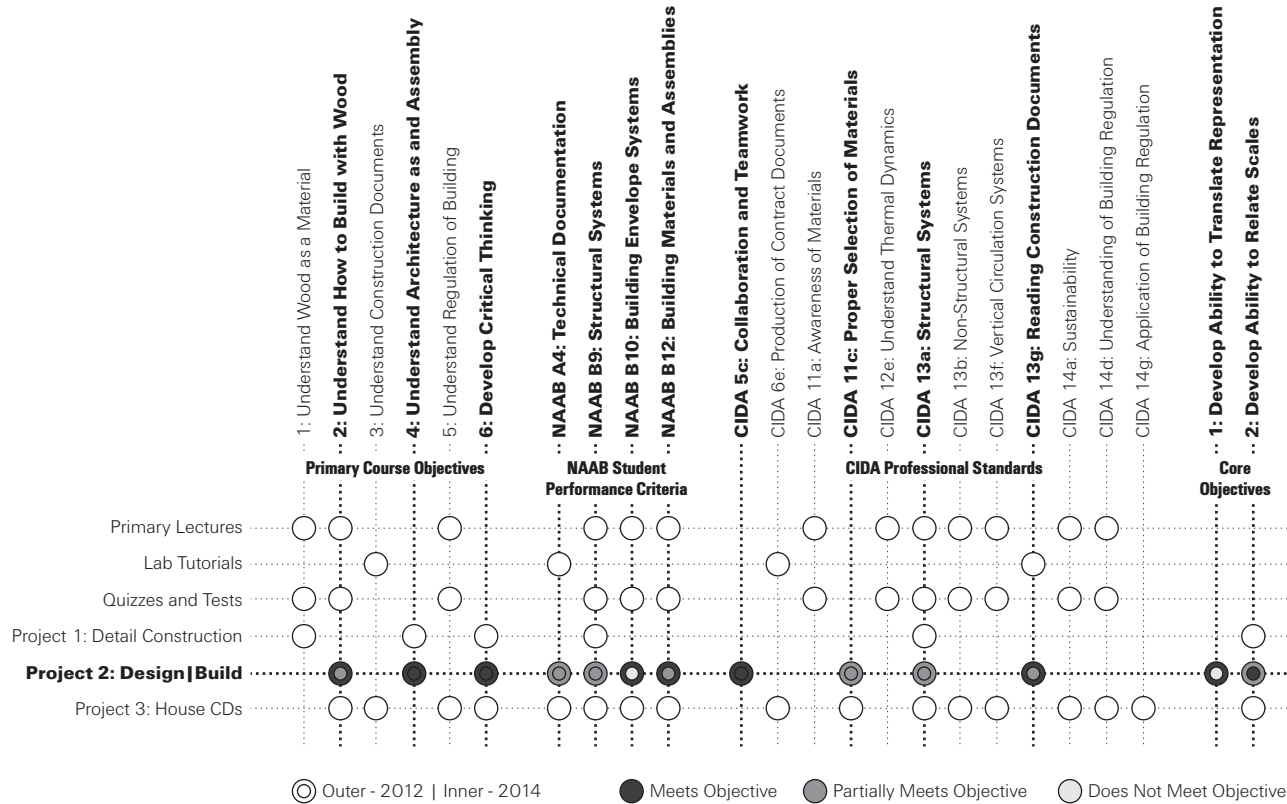 1: Understand Wood as a Material
2: Understand How to Build with Wood
3: Understand Construction Documents
4: Understand Architecture as and Assembly
5: Understand Regulation of Building
6: Develop Critical Thinking
NAAB A4: Technical Documentation
NAAB B9: Structural Systems
NAAB B10: Building Envelope Systems
NAAB B12: Building Materials and Assemblies
CIDA 5c: Collaboration and Teamwork
CIDA 6e: Production of Contract Documents
CIDA 11a: Awareness of Materials
CIDA 11c: Proper Selection of Materials
CIDA 12e: Understand Thermal Dynamics
CIDA 13a: Structural Systems
CIDA 13b: Non-Structural Systems
CIDA 13f: Vertical Circulation Systems
CIDA 13g: Reading Construction Documents
CIDA 14a: Sustainability
CIDA 14d: Understanding of Building Regulation
CIDA 14g: Application of Building Regulation
1: Develop Ability to Translate Representation
2: Develop Ability to Relate Scales
Primary Course Objectives
NAAB Student
Performance Criteria
CIDA Professional Standards
Core
Objectives
Primary Lectures
Lab Tutorials
Quizzes and Tests
Project 1: Detail Construction
Project 2: Design|Build
Project 3: House CDs
Outer - 2012 | Inner - 2014
Meets Objective
Partially Meets Objective
Does Not Meet Objective